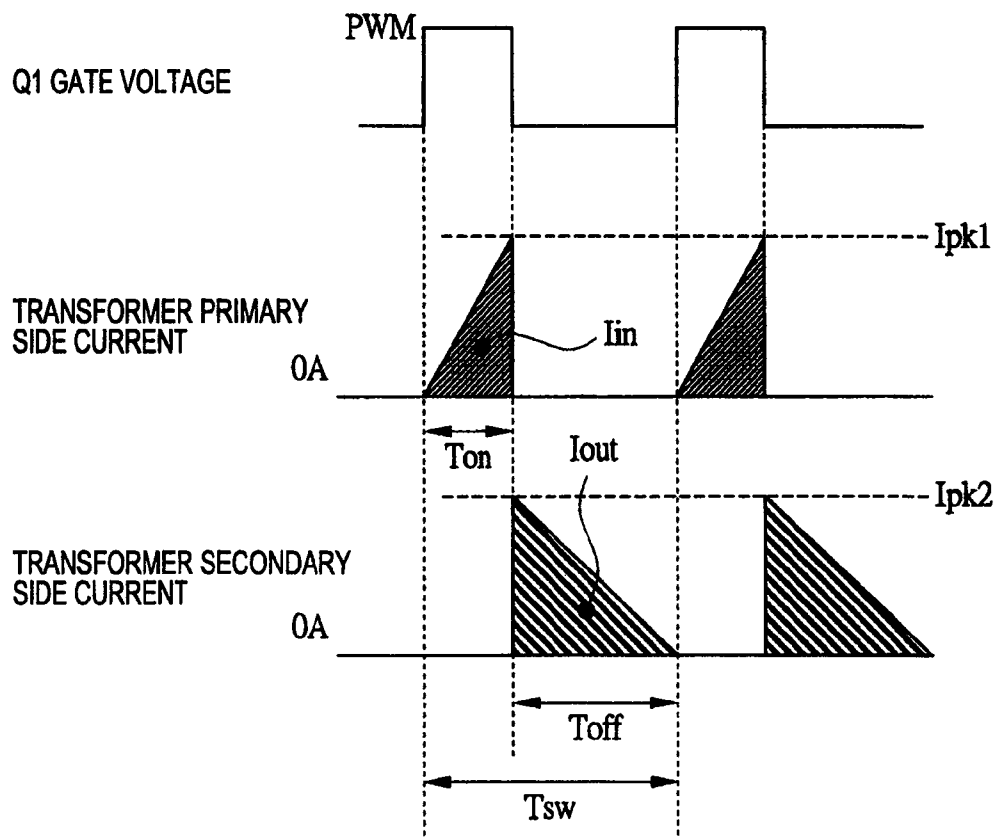 PWM
Q1 GATE VOLTAGE
Ipk1
TRANSFORMER PRIMARY
SIDE CURRENT
Iin
0A
Ton
Iout
Ipk2
TRANSFORMER SECONDARY
SIDE CURRENT
0A
Toff
Tsw